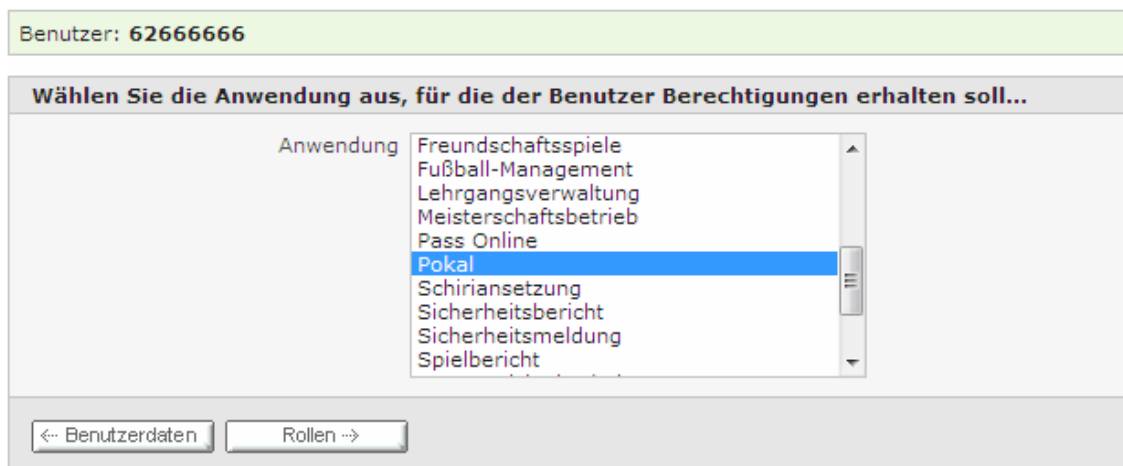 Benutzer: 62666666
Wählen Sie die Anwendung aus, für die der Benutzer Berechtigungen erhalten soll...
Anwendung
Freundschaftsspiele
Fußball-Management
Lehrgangsverwaltung
Meisterschaftsbetrieb
Pass Online
Pokal
Schiriansetzung
Sicherheitsbericht
Sicherheitsmeldung
Spielbericht
<-- Benutzerdaten
Rollen -->